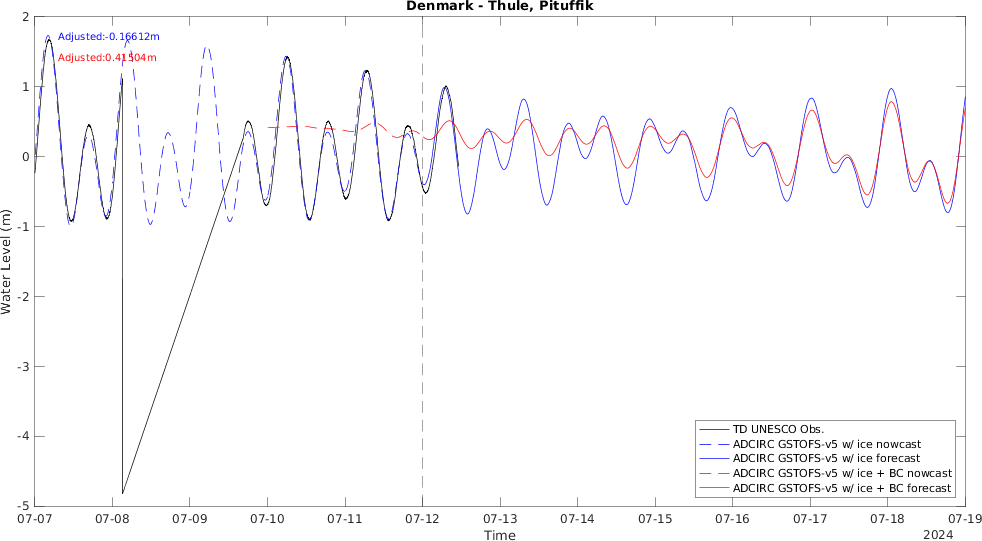 Denmark - Thule, Pituffik
Adjusted:-0.16612m
Adjusted:0.41504m
2
1
0
-1
-2
-3
-4
-5
Water Level (m)
07-07 07-08 07-09 07-10 07-11 07-12 07-13 07-14 07-15 07-16 07-17 07-18 07-19
Time
2024
TD UNESCO Obs.
ADCIRC GSTOFS-v5 w/ ice nowcast
ADCIRC GSTOFS-v5 w/ ice forecast
ADCIRC GSTOFS-v5 w/ ice + BC nowcast
ADCIRC GSTOFS-v5 w/ ice + BC forecast